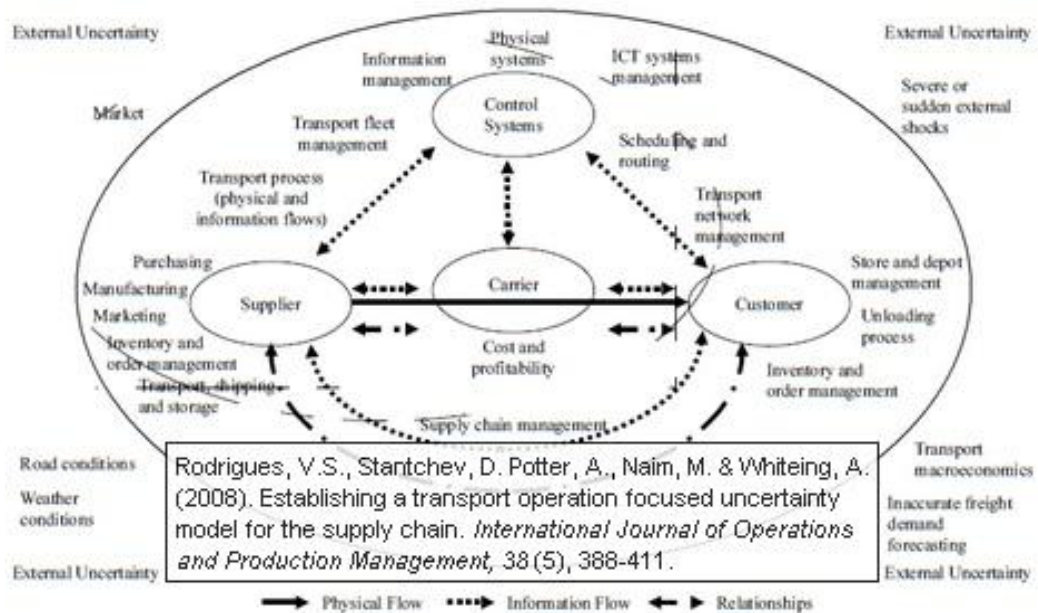 External Uncertainty
External Uncertainty
Physical
systems
Information
management
ICT systems
management
Control
Systems
Market
Severe or
sudden external
shocks
Transport fleet
management
Scheduling and
routing
Transport process
(physical and
information flows)
Transport
network
management
Purchasing
Manufacturing
Marketing
Inventory and
order management
Transport, shipping
and storage
Supplier
Carrier
Customer
Store and depot
management
Unloading
process
Cost and
profitability
Inventory and
order management
Supply chain management
Road conditions
Weather
conditions
Transport
macroeconomics
Inaccurate freight
demand
forecasting
Rodrigues, V.S., Stantchev, D. Potter, A., Naim, M. & Whiteing, A.
(2008). Establishing a transport operation focused uncertainty
model for the supply chain. International Journal of Operations
and Production Management, 38 (5), 388-411.
External Uncertainty
External Uncertainty
Physical Flow
Information Flow
Relationships